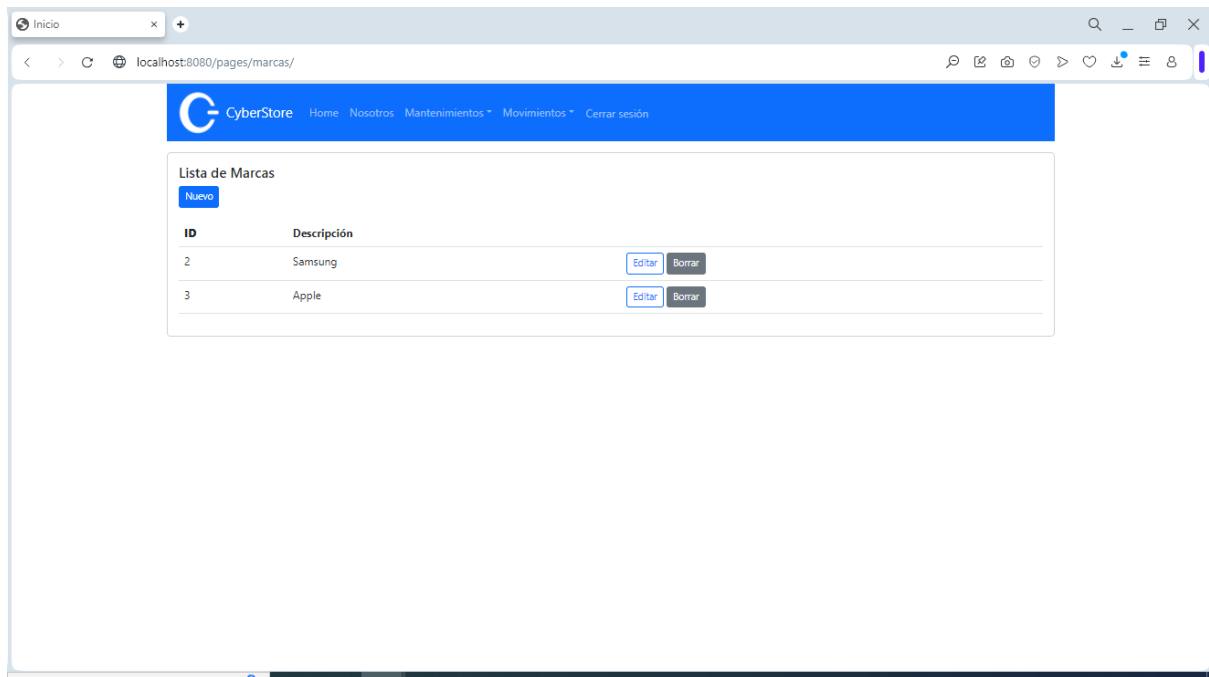 Inicio
localhost:8080/pages/marcas/
CyberStore Home Nosotros Mantenimientos Movimientos Cerrar sesión
Lista de Marcas
Nuevo
ID Descripción
2 Samsung Editar Borrar
3 Apple Editar Borrar